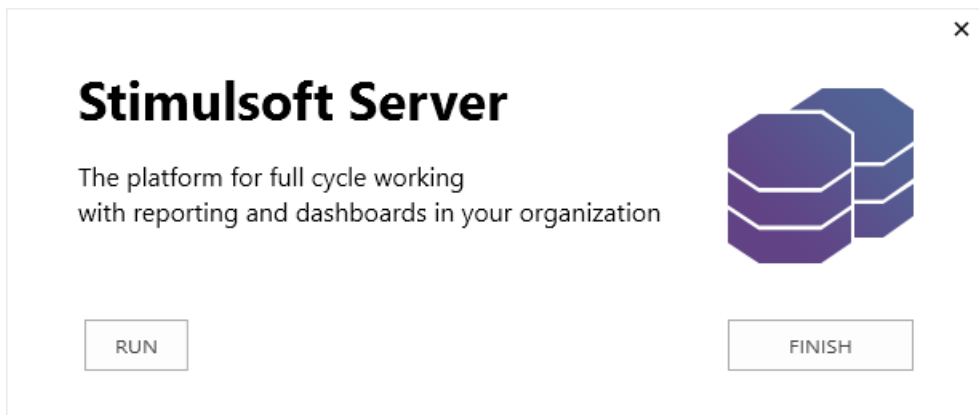 Stimulsoft Server
The platform for full cycle working
with reporting and dashboards in your organization
RUN
FINISH